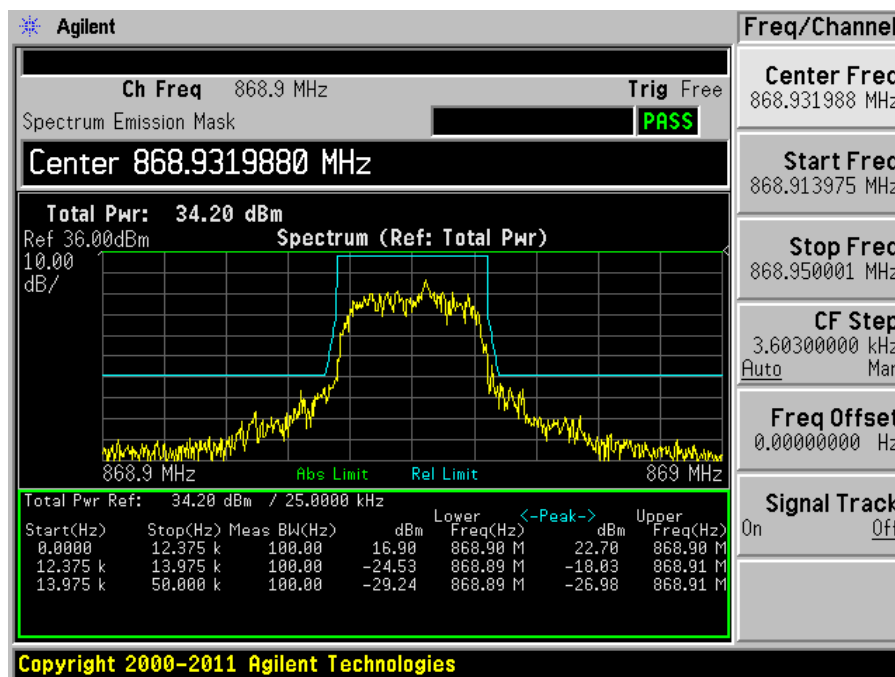 Agilent
Freq/Channel
Ch Freq 868.9 MHz Trig Free
Spectrum Emission Mask PASS
Center 868.9319880 MHz
Total Pwr: 34.20 dBm
Ref 36.00dBm Spectrum (Ref: Total Pwr)
10.00
dB/
868.9 MHz Abs Limit Rel Limit 869 MHz
Total Pwr Ref: 34.20 dBm / 25.0000 kHz
Lower <-Peak-> Upper
Start(Hz) Stop(Hz) Meas BW(Hz) dBm Freq(Hz) dBm Freq(Hz)
0.0000 12.375 k 100.00 16.90 868.90 M 22.70 868.90 M
12.375 k 13.975 k 100.00 -24.53 868.89 M -18.03 868.91 M
13.975 k 50.000 k 100.00 -29.24 868.89 M -26.98 868.91 M
Center Freq
868.931988 MHz
Start Freq
868.913975 MHz
Stop Freq
868.950001 MHz
CF Step
3.60300000 kHz
Auto Man
Freq Offset
0.00000000 Hz
Signal Track
On Off
Copyright 2000-2011 Agilent Technologies